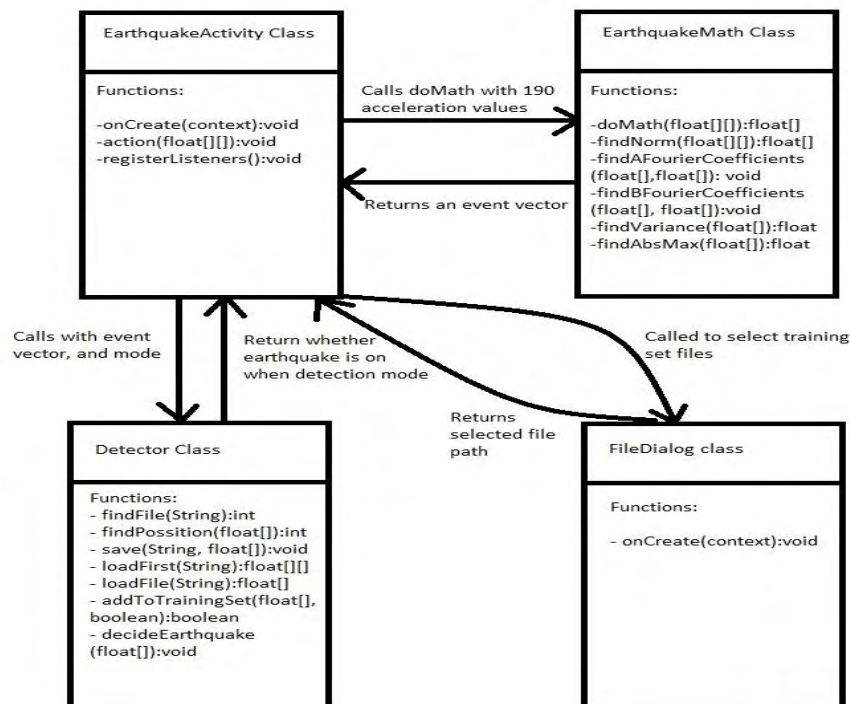 EarthquakeActivity Class
Functions:
-onCreate(context):void
-action(float[][]):void
-registerListeners():void
Calls doMath with 190
acceleration values
Returns an event vector
EarthquakeMath Class
Functions:
-doMath(float[][]):float[]
-findNorm(float[][]):float[]
-findAFourierCoefficients
(float[],float[]): void
-findBFourierCoefficients
(float[], float[]):void
-findVariance(float[]):float
-findAbsMax(float[]):float
Calls with event
vector, and mode
Return whether
earthquake is on
when detection mode
Called to select training
set files
Returns
selected file
path
Detector Class
Functions:
- findFile(String):int
- findPossition(float[]):int
- save(String, float[]):void
- loadFirst(String):float[][]
- loadFile(String):float[]
- addToTrainingSet(float[],
boolean):boolean
- decideEarthquake
(float[]):void
FileDialog class
Functions:
- onCreate(context):void